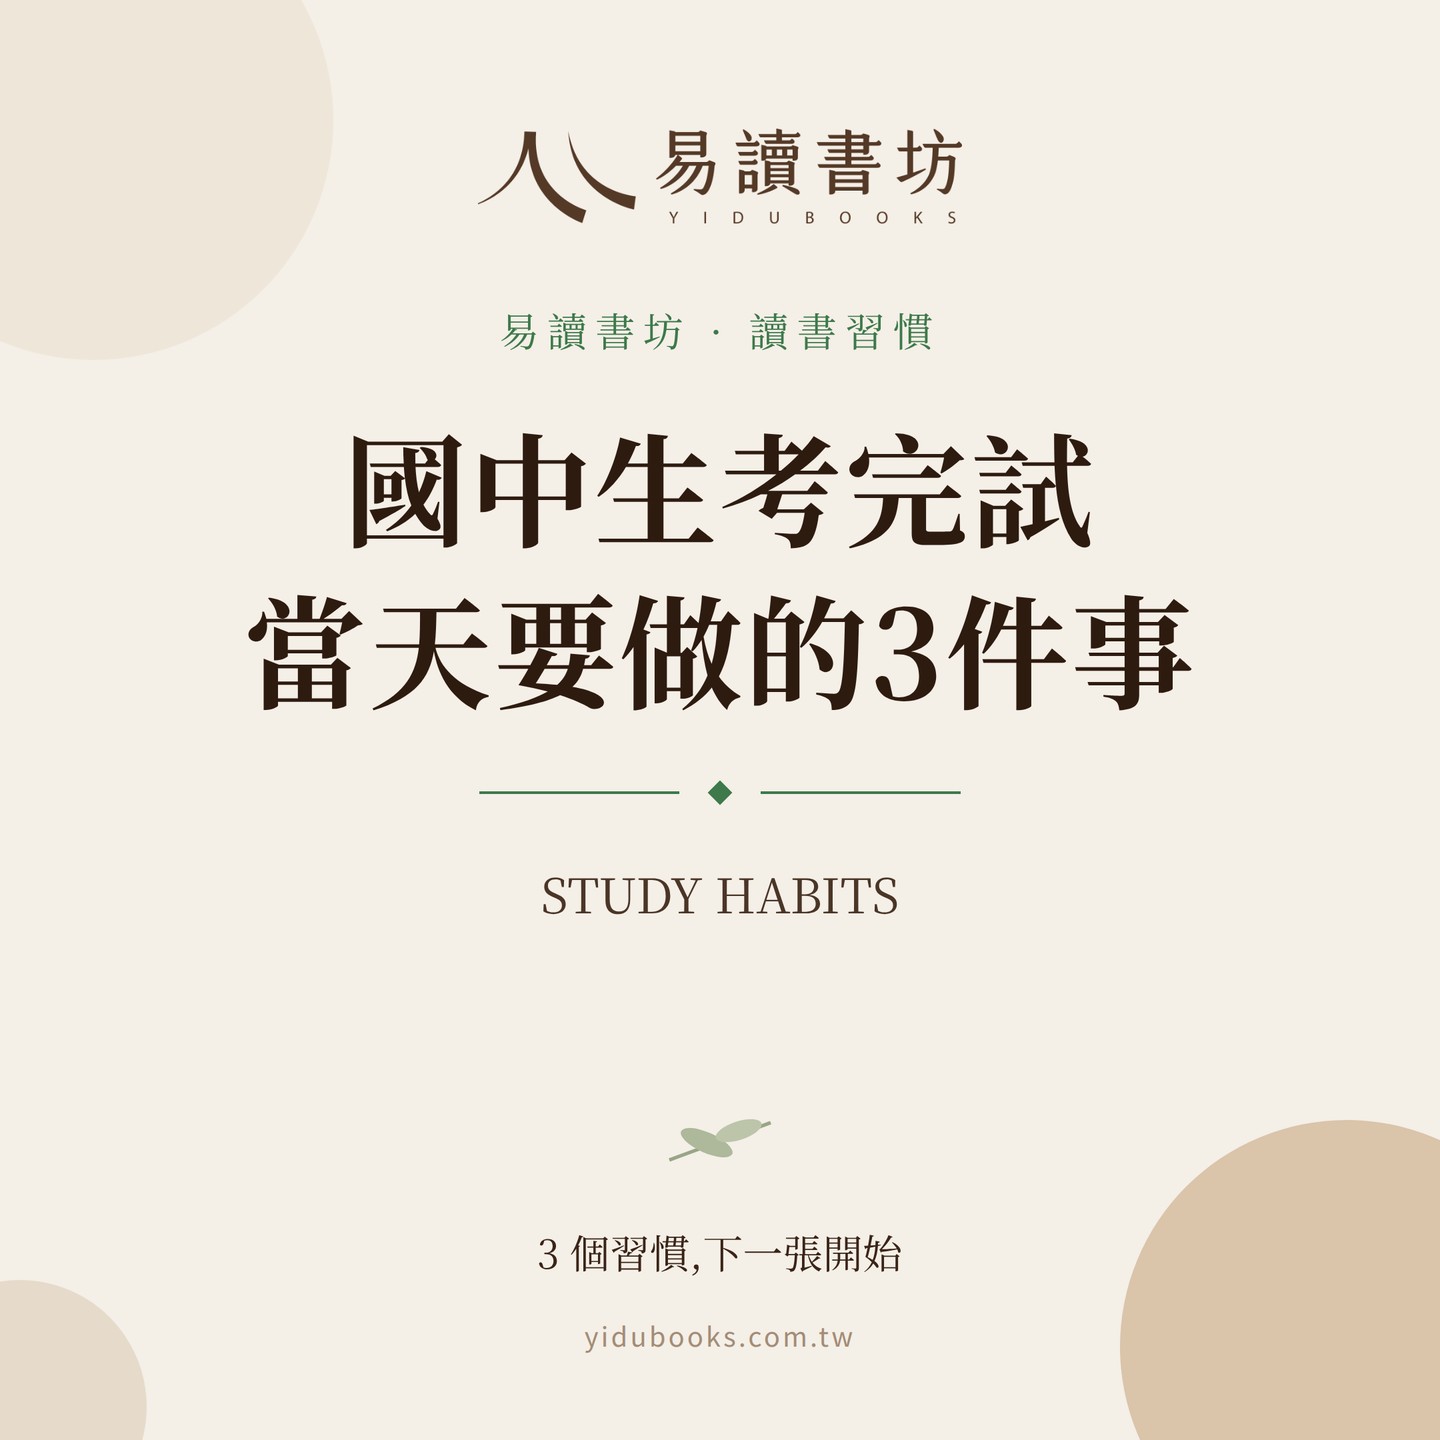 易讀書坊
YIDUBOOKS
易讀書坊 · 讀書習慣
國中生考完試
當天要做的3件事
STUDY HABITS
3 個習慣,下一張開始
yidubooks.com.tw